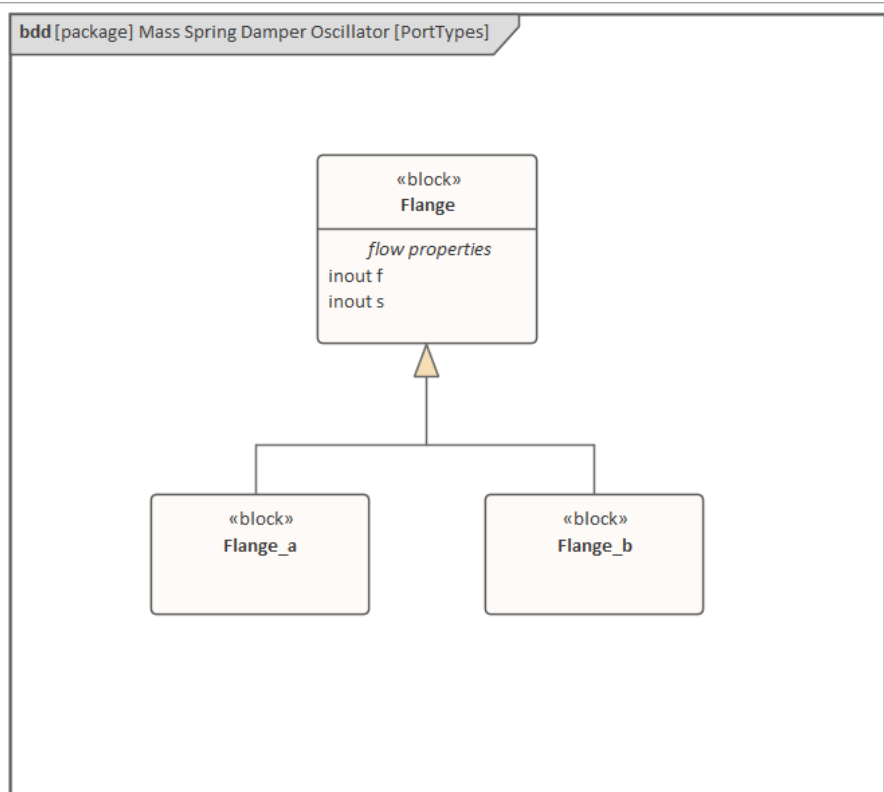 bdd [package] Mass Spring Damper Oscillator [PortTypes]
«block»
Flange
flow properties
inout f
inout s
«block»
Flange_a
«block»
Flange_b